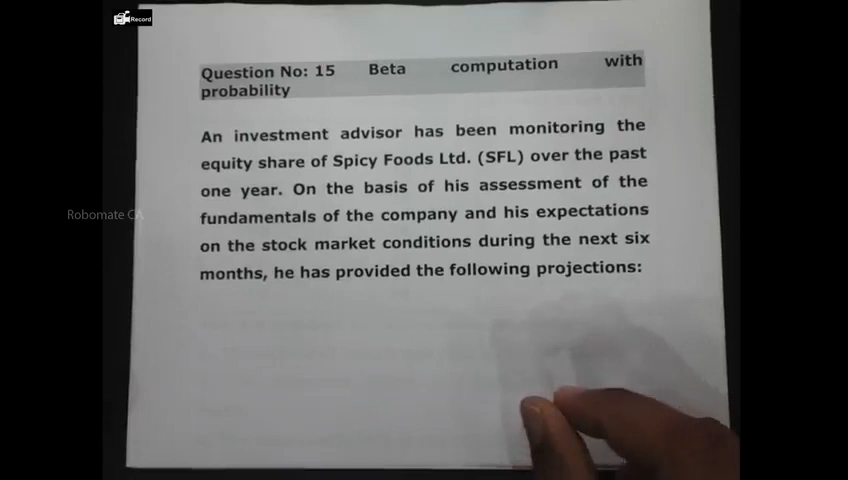 Record
Question No: 15 Beta computation with
probability
An investment advisor has been monitoring the
equity share of Spicy Foods Ltd. (SFL) over the past
one year. On the basis of his assessment of the
fundamentals of the company and his expectations
on the stock market conditions during the next six
months, he has provided the following projections:
Robomate CA